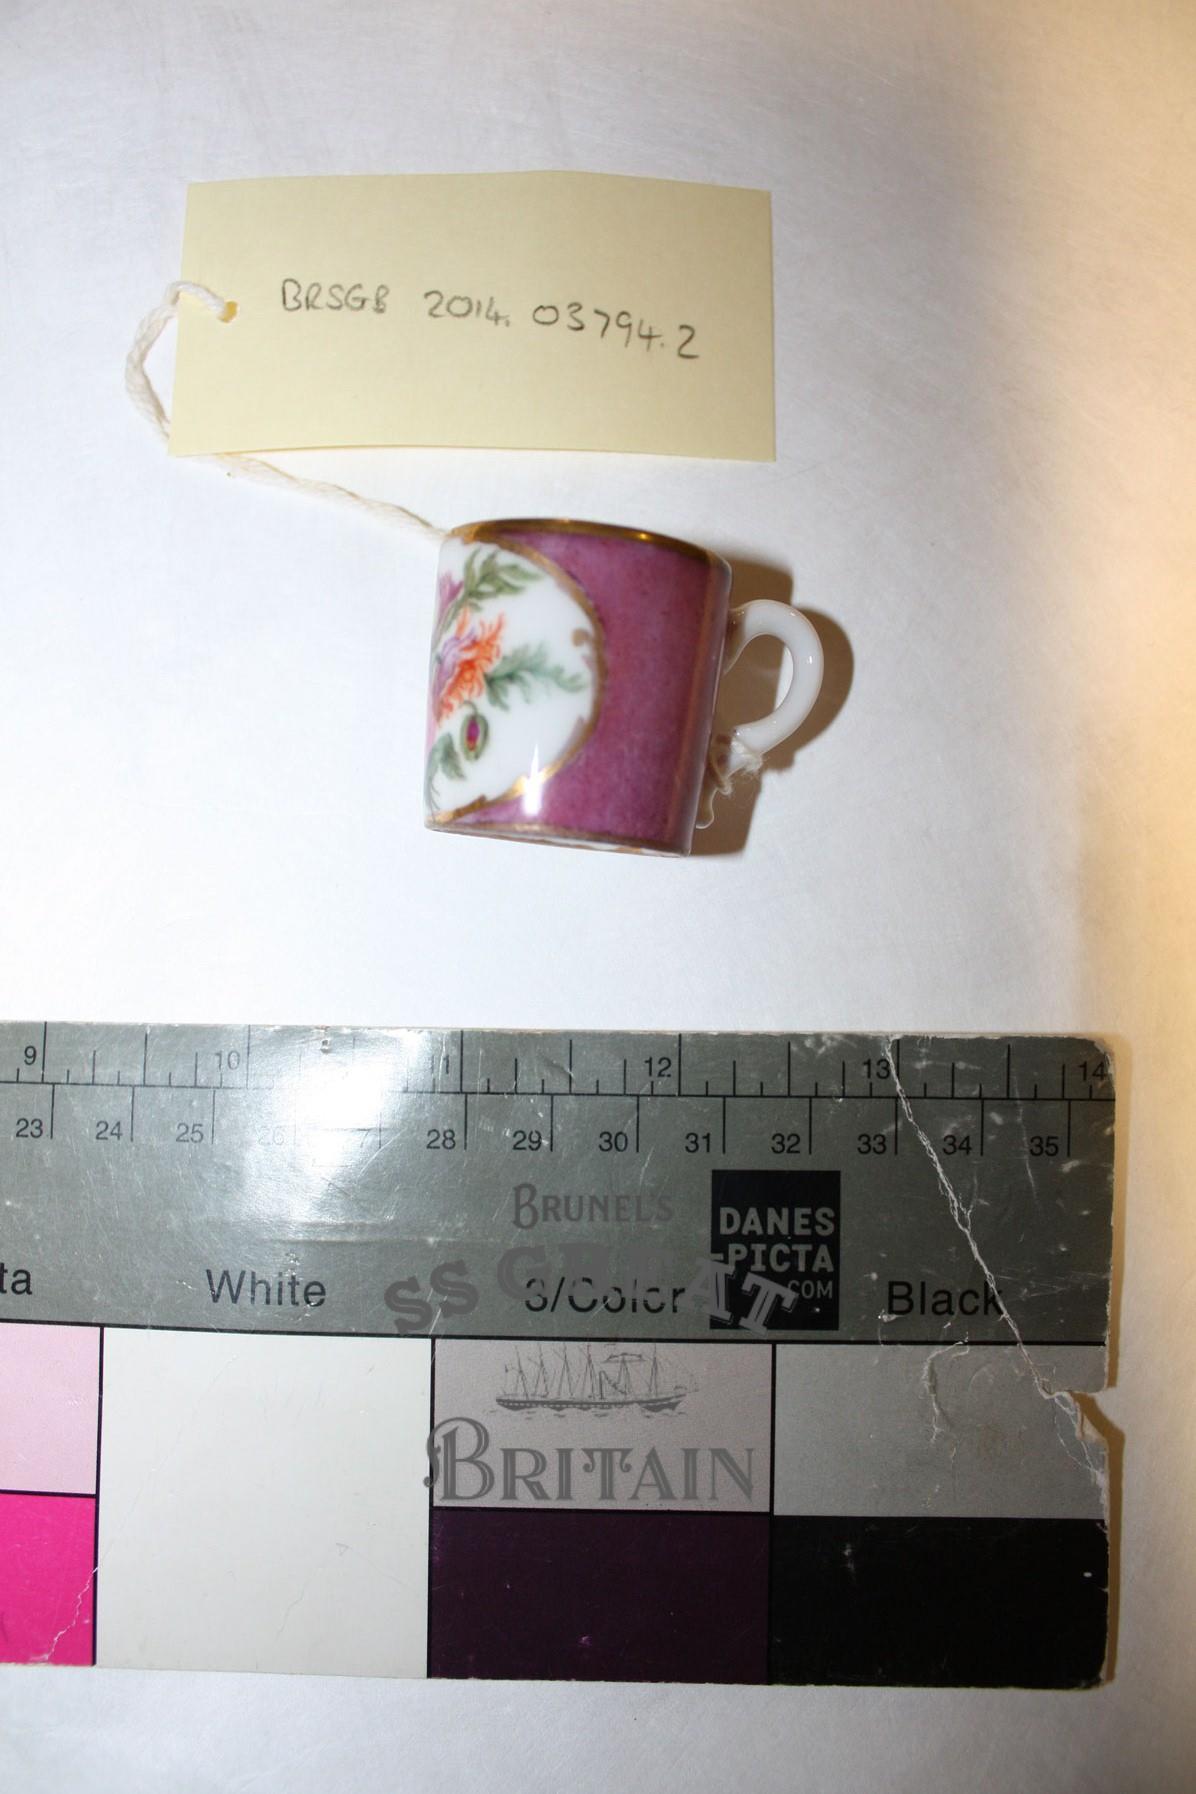 BRSGB 2014. 03794.2
9 10 11 12 13 14
23 24 25 26 27 28 29 30 31 32 33 34 35
BRUNEL'S
DANES
-PICTA
.COM
SS GREAT
ta White 3/Color Black
BRITAIN